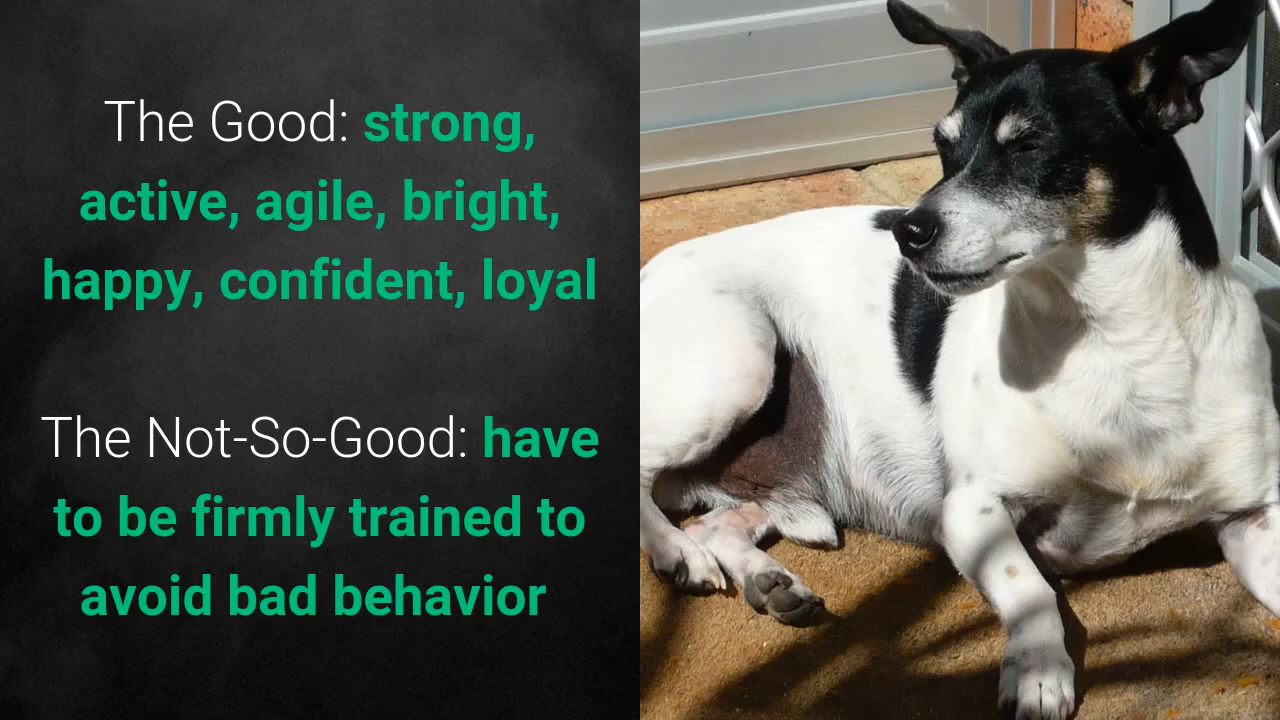 The Good: strong,
active, agile, bright,
happy, confident, loyal
The Not-So-Good: have
to be firmly trained to
avoid bad behavior